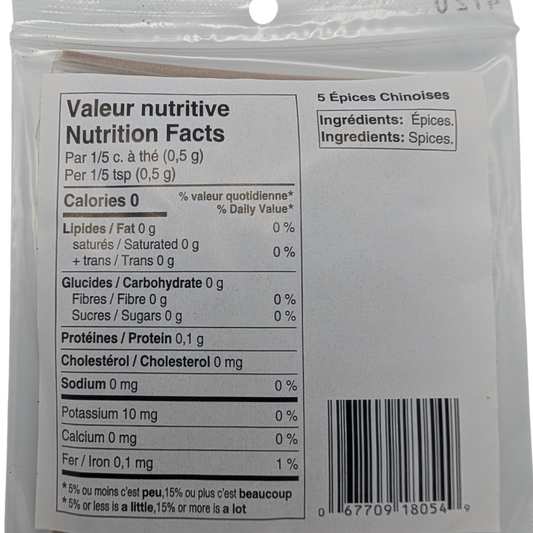 Valeur nutritive
Nutrition Facts
Par 1/5 c. à thé (0,5 g)
Per 1/5 tsp (0,5 g)
Calories 0
% valeur quotidienne*
% Daily Value*
Lipides / Fat 0 g 0 %
saturés / Saturated 0 g
+ trans / Trans 0 g
0 %
Glucides / Carbohydrate 0 g
Fibres / Fibre 0 g 0 %
Sucres / Sugars 0 g 0 %
Protéines / Protein 0,1 g
Cholestérol / Cholesterol 0 mg
Sodium 0 mg 0 %
Potassium 10 mg 0 %
Calcium 0 mg 0 %
Fer / Iron 0,1 mg 1 %
*5% ou moins c'est peu,15% ou plus c'est beaucoup
*5% or less is a little,15% or more is a lot
5 Épices Chinoises
Ingrédients: Épices.
Ingredients: Spices.
0 67709 18054 9